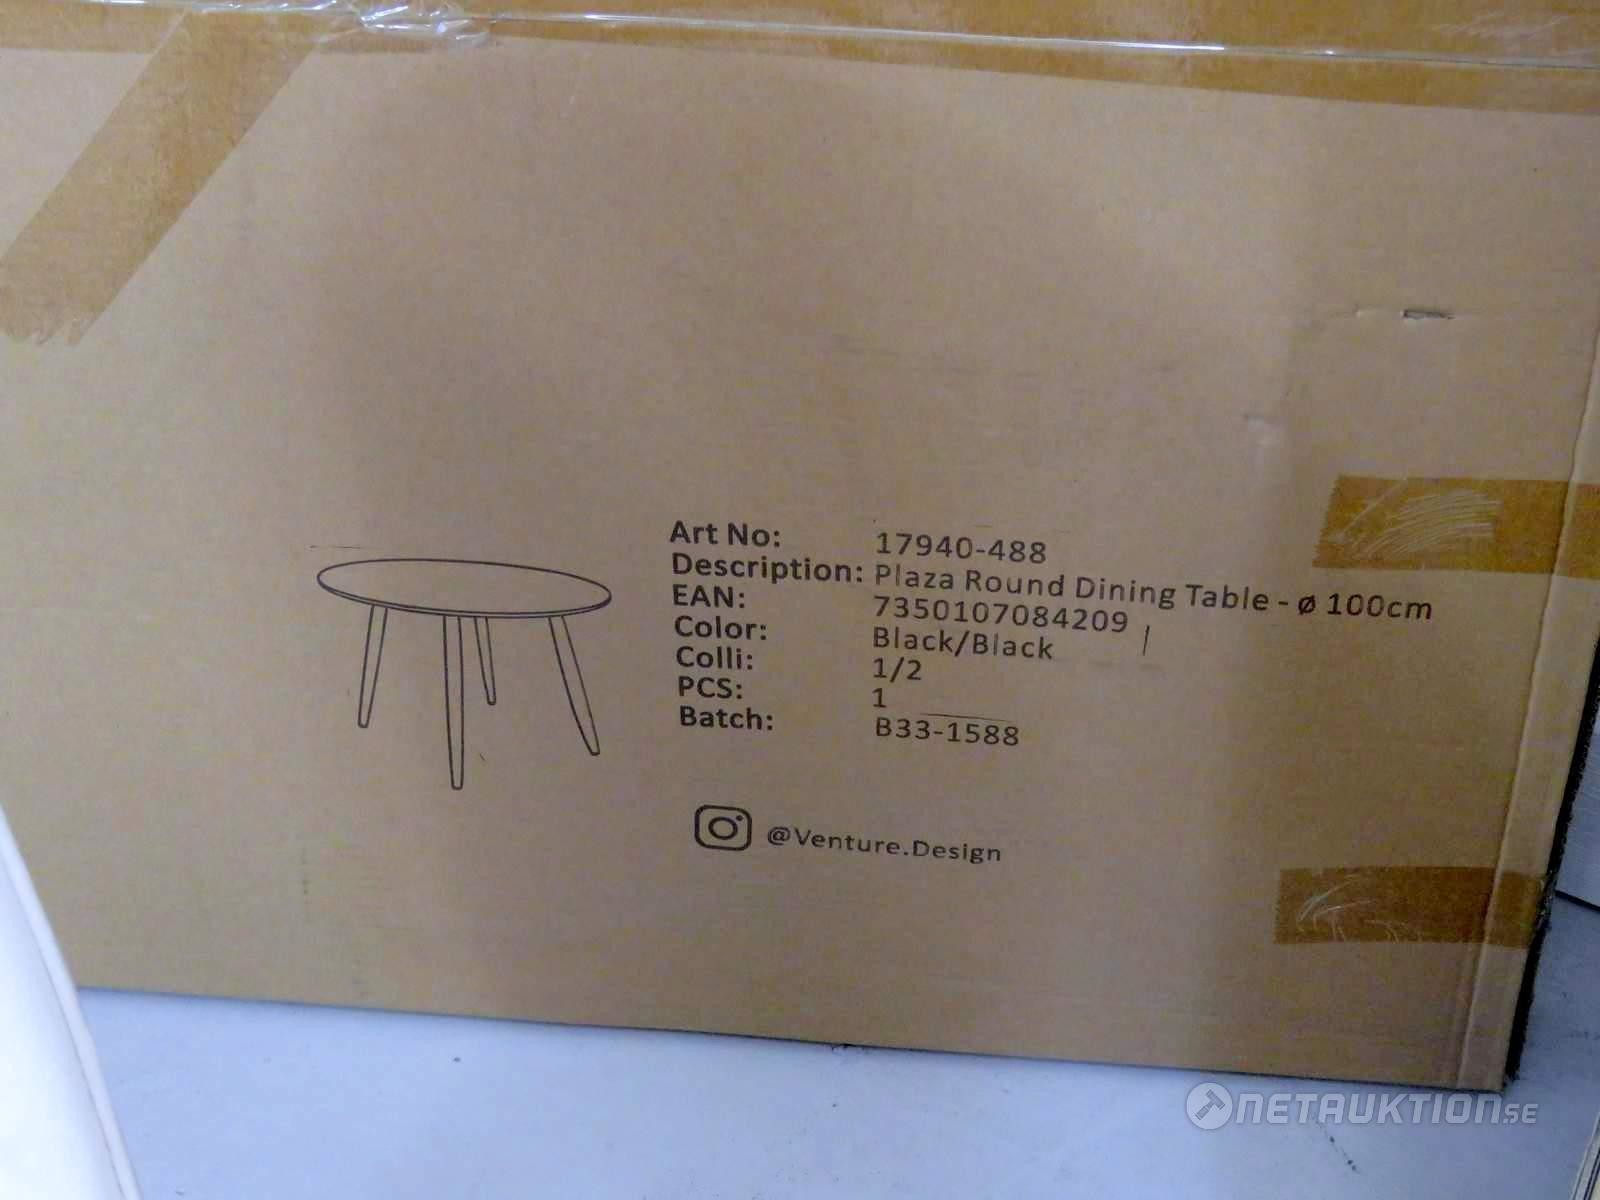 Art No: 17940-488
Description: Plaza Round Dining Table - ø 100cm
EAN: 7350107084209
Color: Black/Black
Colli: 1/2
PCS: 1
Batch: B33-1588
@Venture.Design
NETAUKTION.SE